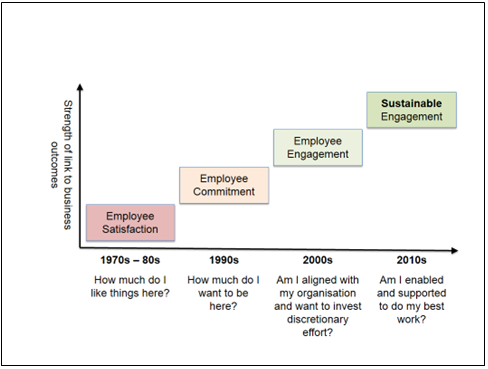 Strength of link to business
outcomes
Sustainable
Engagement
Employee
Engagement
Employee
Commitment
Employee
Satisfaction
1970s – 80s
1990s
2000s
2010s
How much do I
like things here?
How much do I
want to be
here?
Am I aligned with
my organisation
and want to invest
discretionary
effort?
Am I enabled
and supported
to do my best
work?